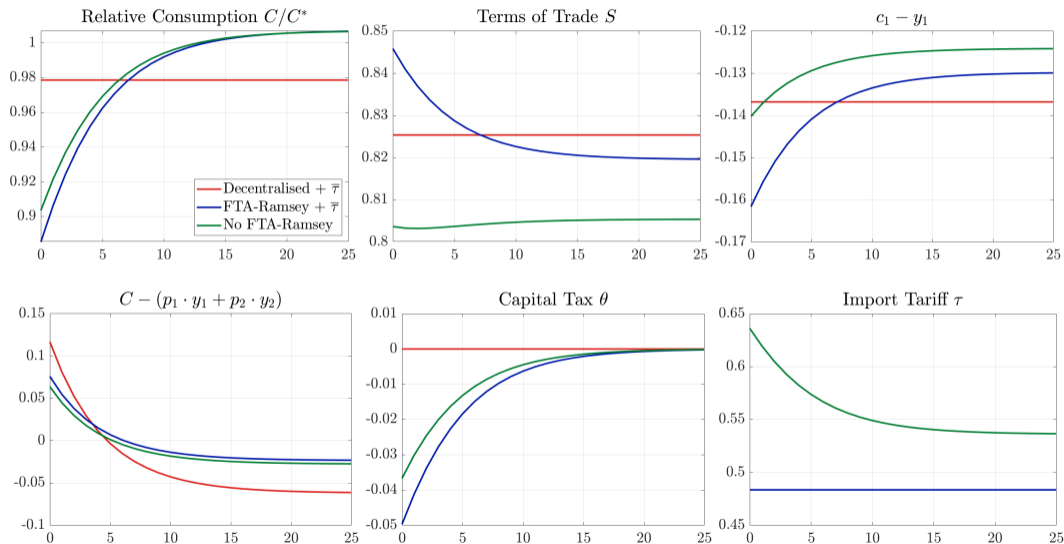 Relative Consumption C/C*
1
0.98
0.96
0.94
0.92
0.9
0 5 10 15 20 25
Decentralised + τ̅
FTA-Ramsey + τ̅
No FTA-Ramsey
Terms of Trade S
0.85
0.84
0.83
0.82
0.81
0.8
0 5 10 15 20 25
c₁ − y₁
-0.12
-0.13
-0.14
-0.15
-0.16
-0.17
0 5 10 15 20 25
C − (p₁ · y₁ + p₂ · y₂)
0.15
0.1
0.05
0
-0.05
-0.1
0 5 10 15 20 25
Capital Tax θ
0.01
0
-0.01
-0.02
-0.03
-0.04
-0.05
0 5 10 15 20 25
Import Tariff τ
0.65
0.6
0.55
0.5
0.45
0 5 10 15 20 25